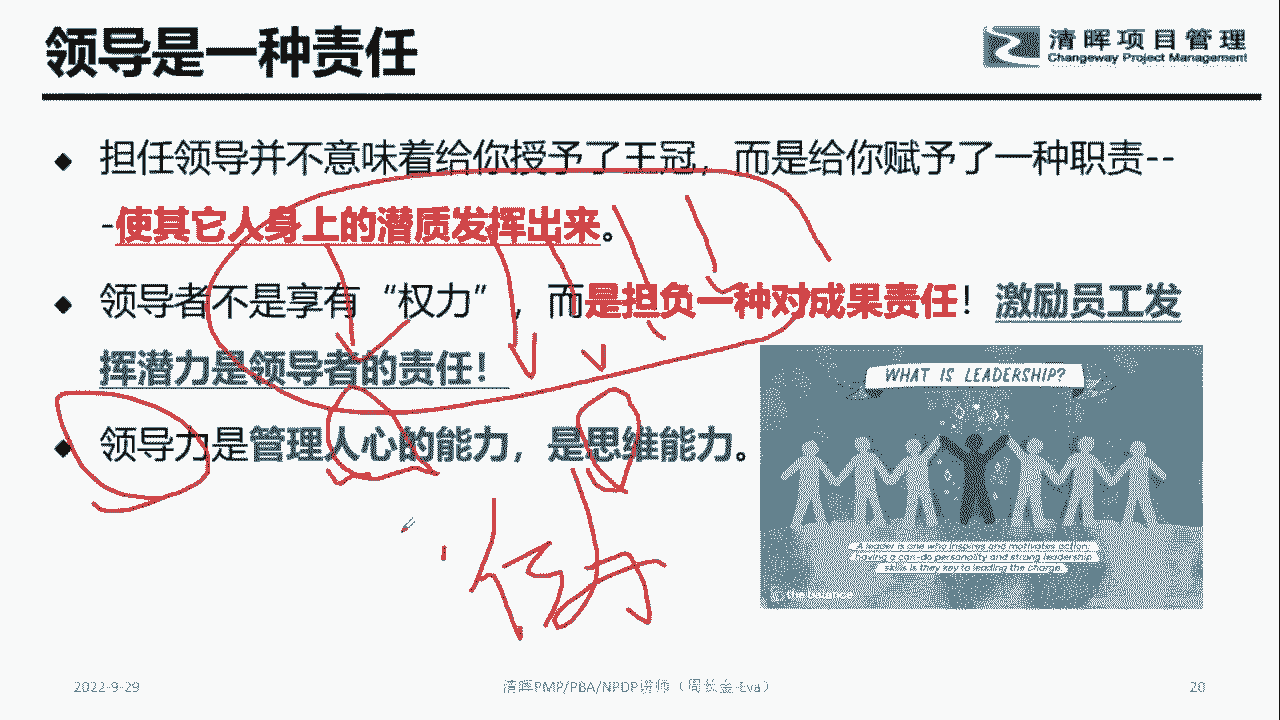 领导是一种责任
清晖项目管理
Changeway Project Management
◆ 担任领导并不意味着给你授予了王冠，而是给你赋予了一种职责--
-使其它人身上的潜质发挥出来。
◆ 领导者不是享有“权力”，而是担负一种对成果责任！激励员工发
挥潜力是领导者的责任！
◆ 领导力是管理人心的能力，是思维能力。
WHAT IS LEADERSHIP?
A leader is one who inspires and motivates action;
having a can-do personality and strong leadership
skills is they key to leading the charge.
the balance
2022-9-29
清晖PMP/PBA/NPDP讲师（周长金 Eva）
20